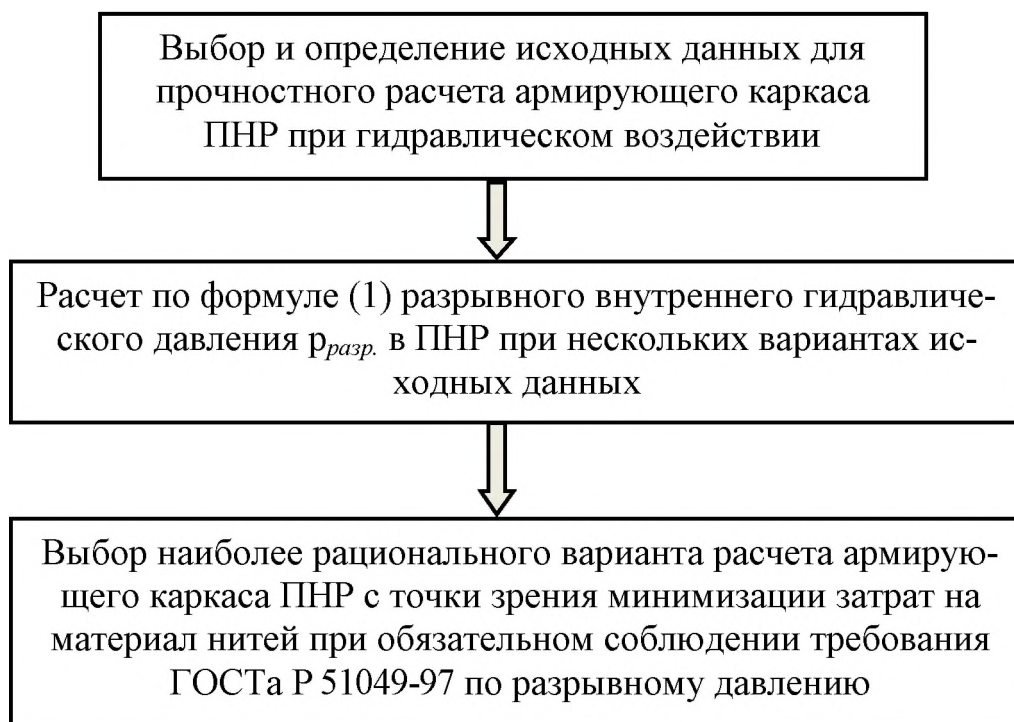 Выбор и определение исходных данных для
прочностного расчета армирующего каркаса
ПНР при гидравлическом воздействии
Расчет по формуле (1) разрывного внутреннего гидравличе-
ского давления pразр. в ПНР при нескольких вариантах ис-
ходных данных
Выбор наиболее рационального варианта расчета армирую-
щего каркаса ПНР с точки зрения минимизации затрат на
материал нитей при обязательном соблюдении требования
ГОСТа Р 51049-97 по разрывному давлению